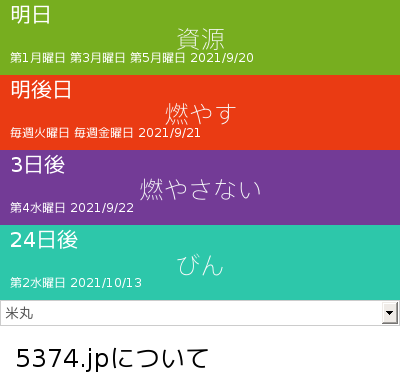 明日
資源
第1月曜日 第3月曜日 第5月曜日 2021/9/20
明後日
燃やす
毎週火曜日 毎週金曜日 2021/9/21
3日後
燃やさない
第4水曜日 2021/9/22
24日後
びん
第2水曜日 2021/10/13
米丸
5374.jpについて